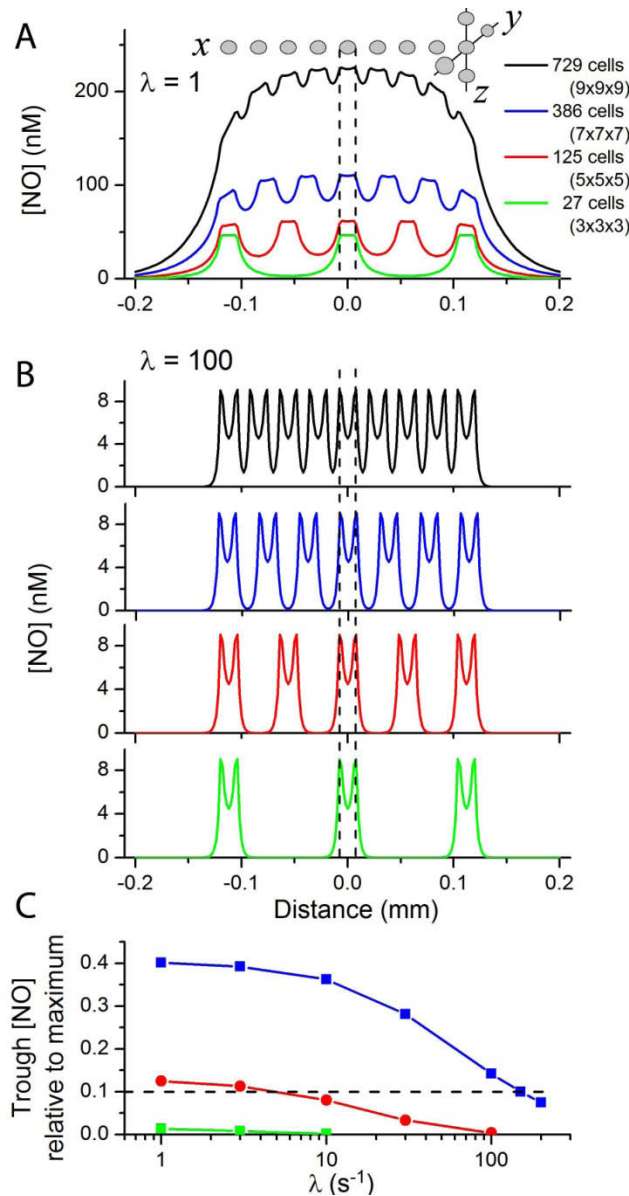 A
x
y
z
λ = 1
[NO] (nM)
200
100
0
-0.2
-0.1
0.0
0.1
0.2
729 cells
(9x9x9)
386 cells
(7x7x7)
125 cells
(5x5x5)
27 cells
(3x3x3)
B
λ = 100
[NO] (nM)
8
4
0
8
4
0
8
4
0
8
4
0
-0.2
-0.1
0.0
0.1
0.2
Distance (mm)
C
Trough [NO]
relative to maximum
0.4
0.3
0.2
0.1
0.0
1
10
100
λ (s⁻¹)